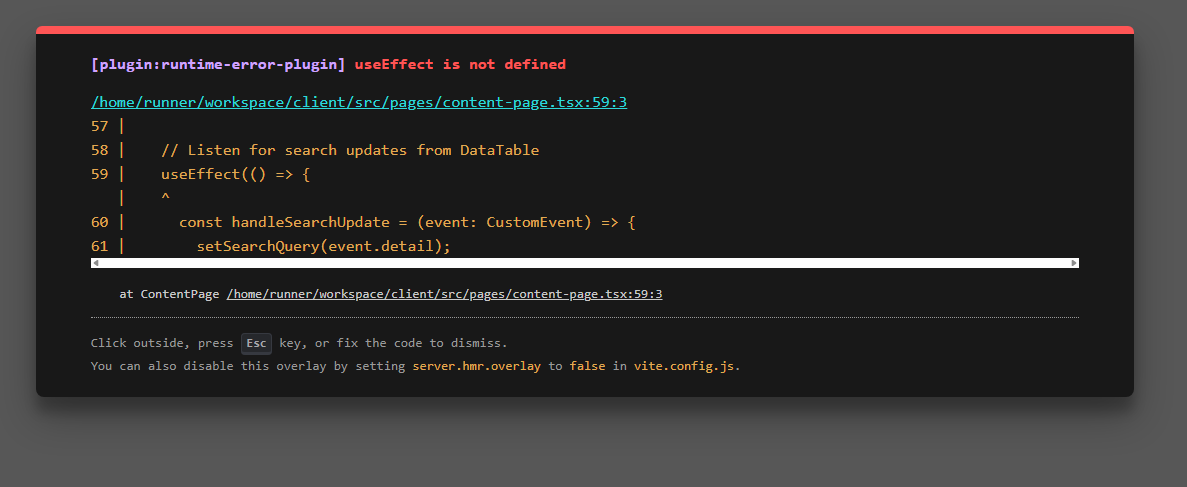 [plugin:runtime-error-plugin] useEffect is not defined
/home/runner/workspace/client/src/pages/content-page.tsx:59:3
57 |
58 |    // Listen for search updates from DataTable
59 |    useEffect(() => {
   |    ^
60 |      const handleSearchUpdate = (event: CustomEvent) => {
61 |        setSearchQuery(event.detail);
at ContentPage /home/runner/workspace/client/src/pages/content-page.tsx:59:3
Click outside, press Esc key, or fix the code to dismiss.
You can also disable this overlay by setting server.hmr.overlay to false in vite.config.js.